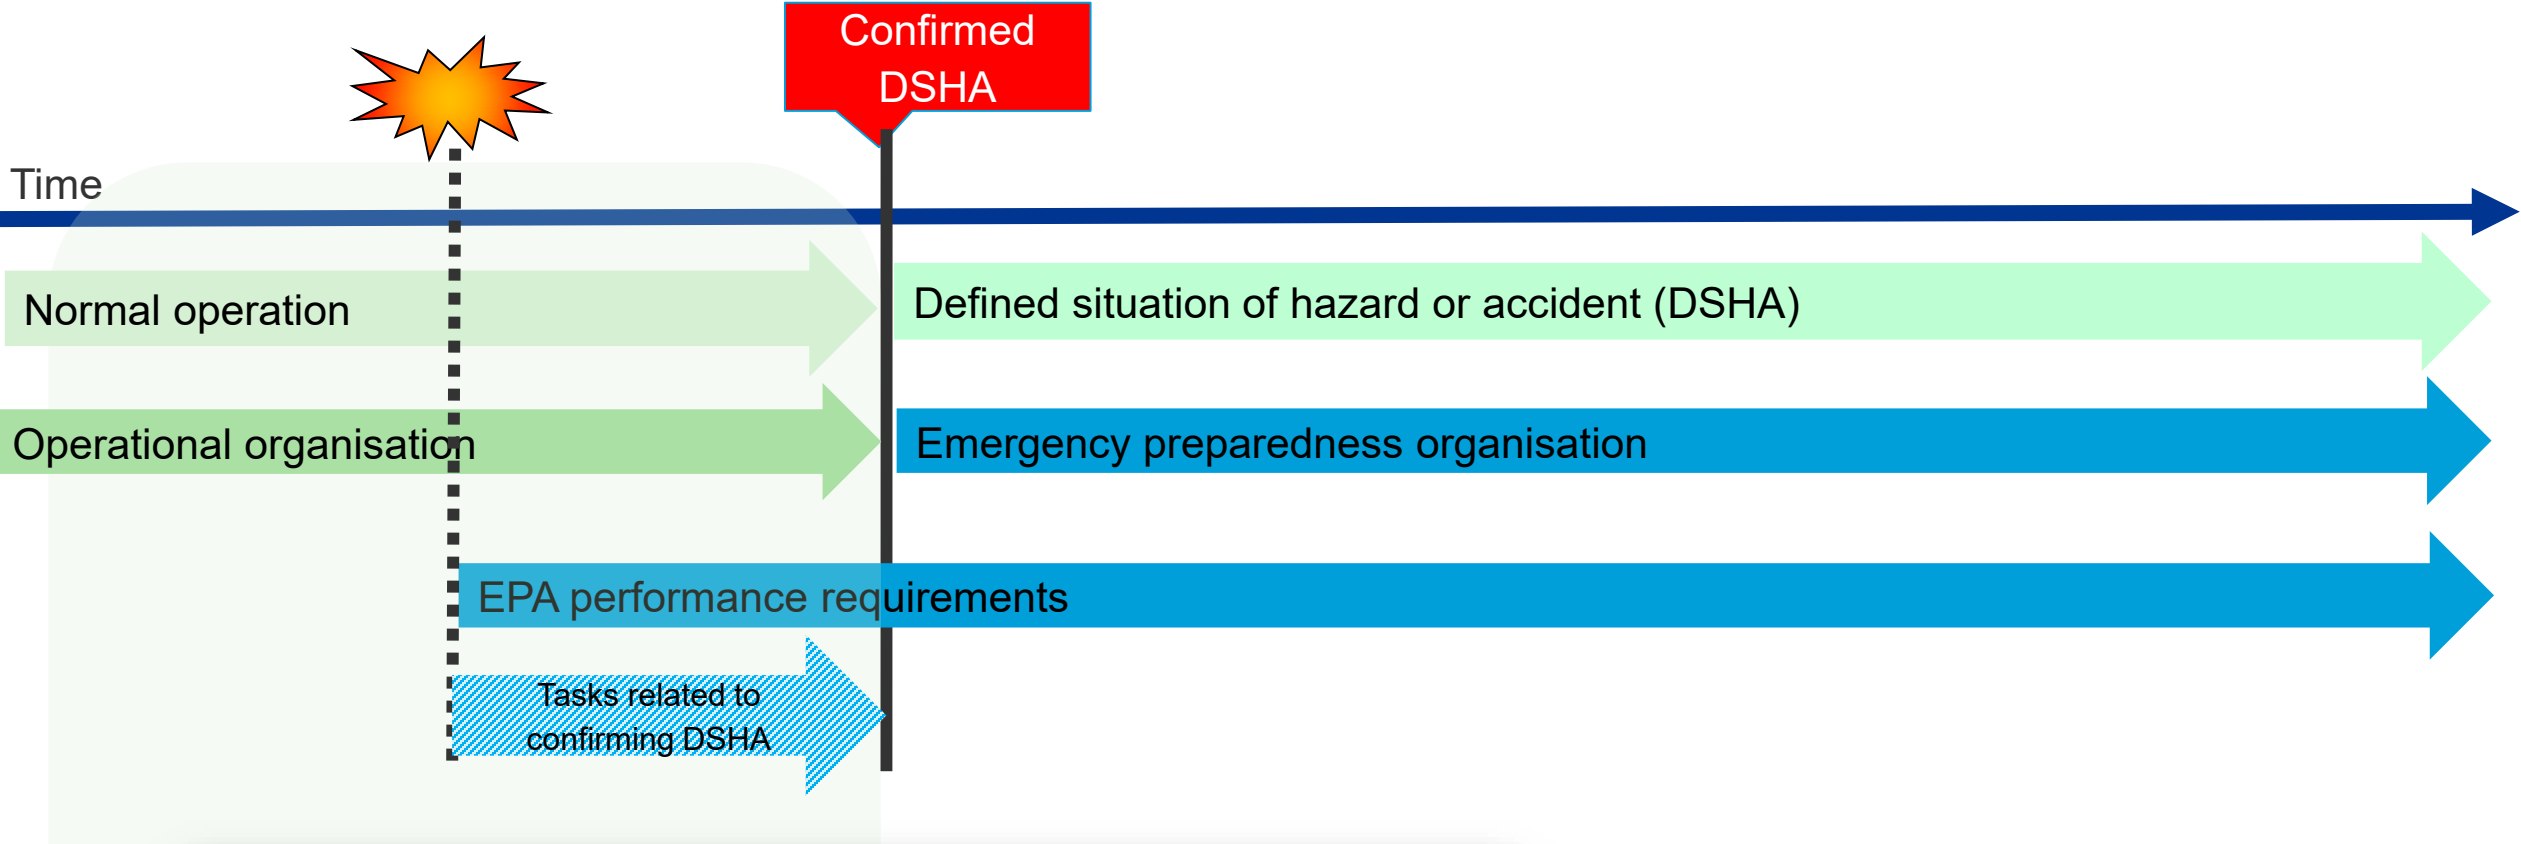 Confirmed
DSHA
Time
Normal operation
Defined situation of hazard or accident (DSHA)
Operational organisation
Emergency preparedness organisation
EPA performance requirements
Tasks related to
confirming DSHA